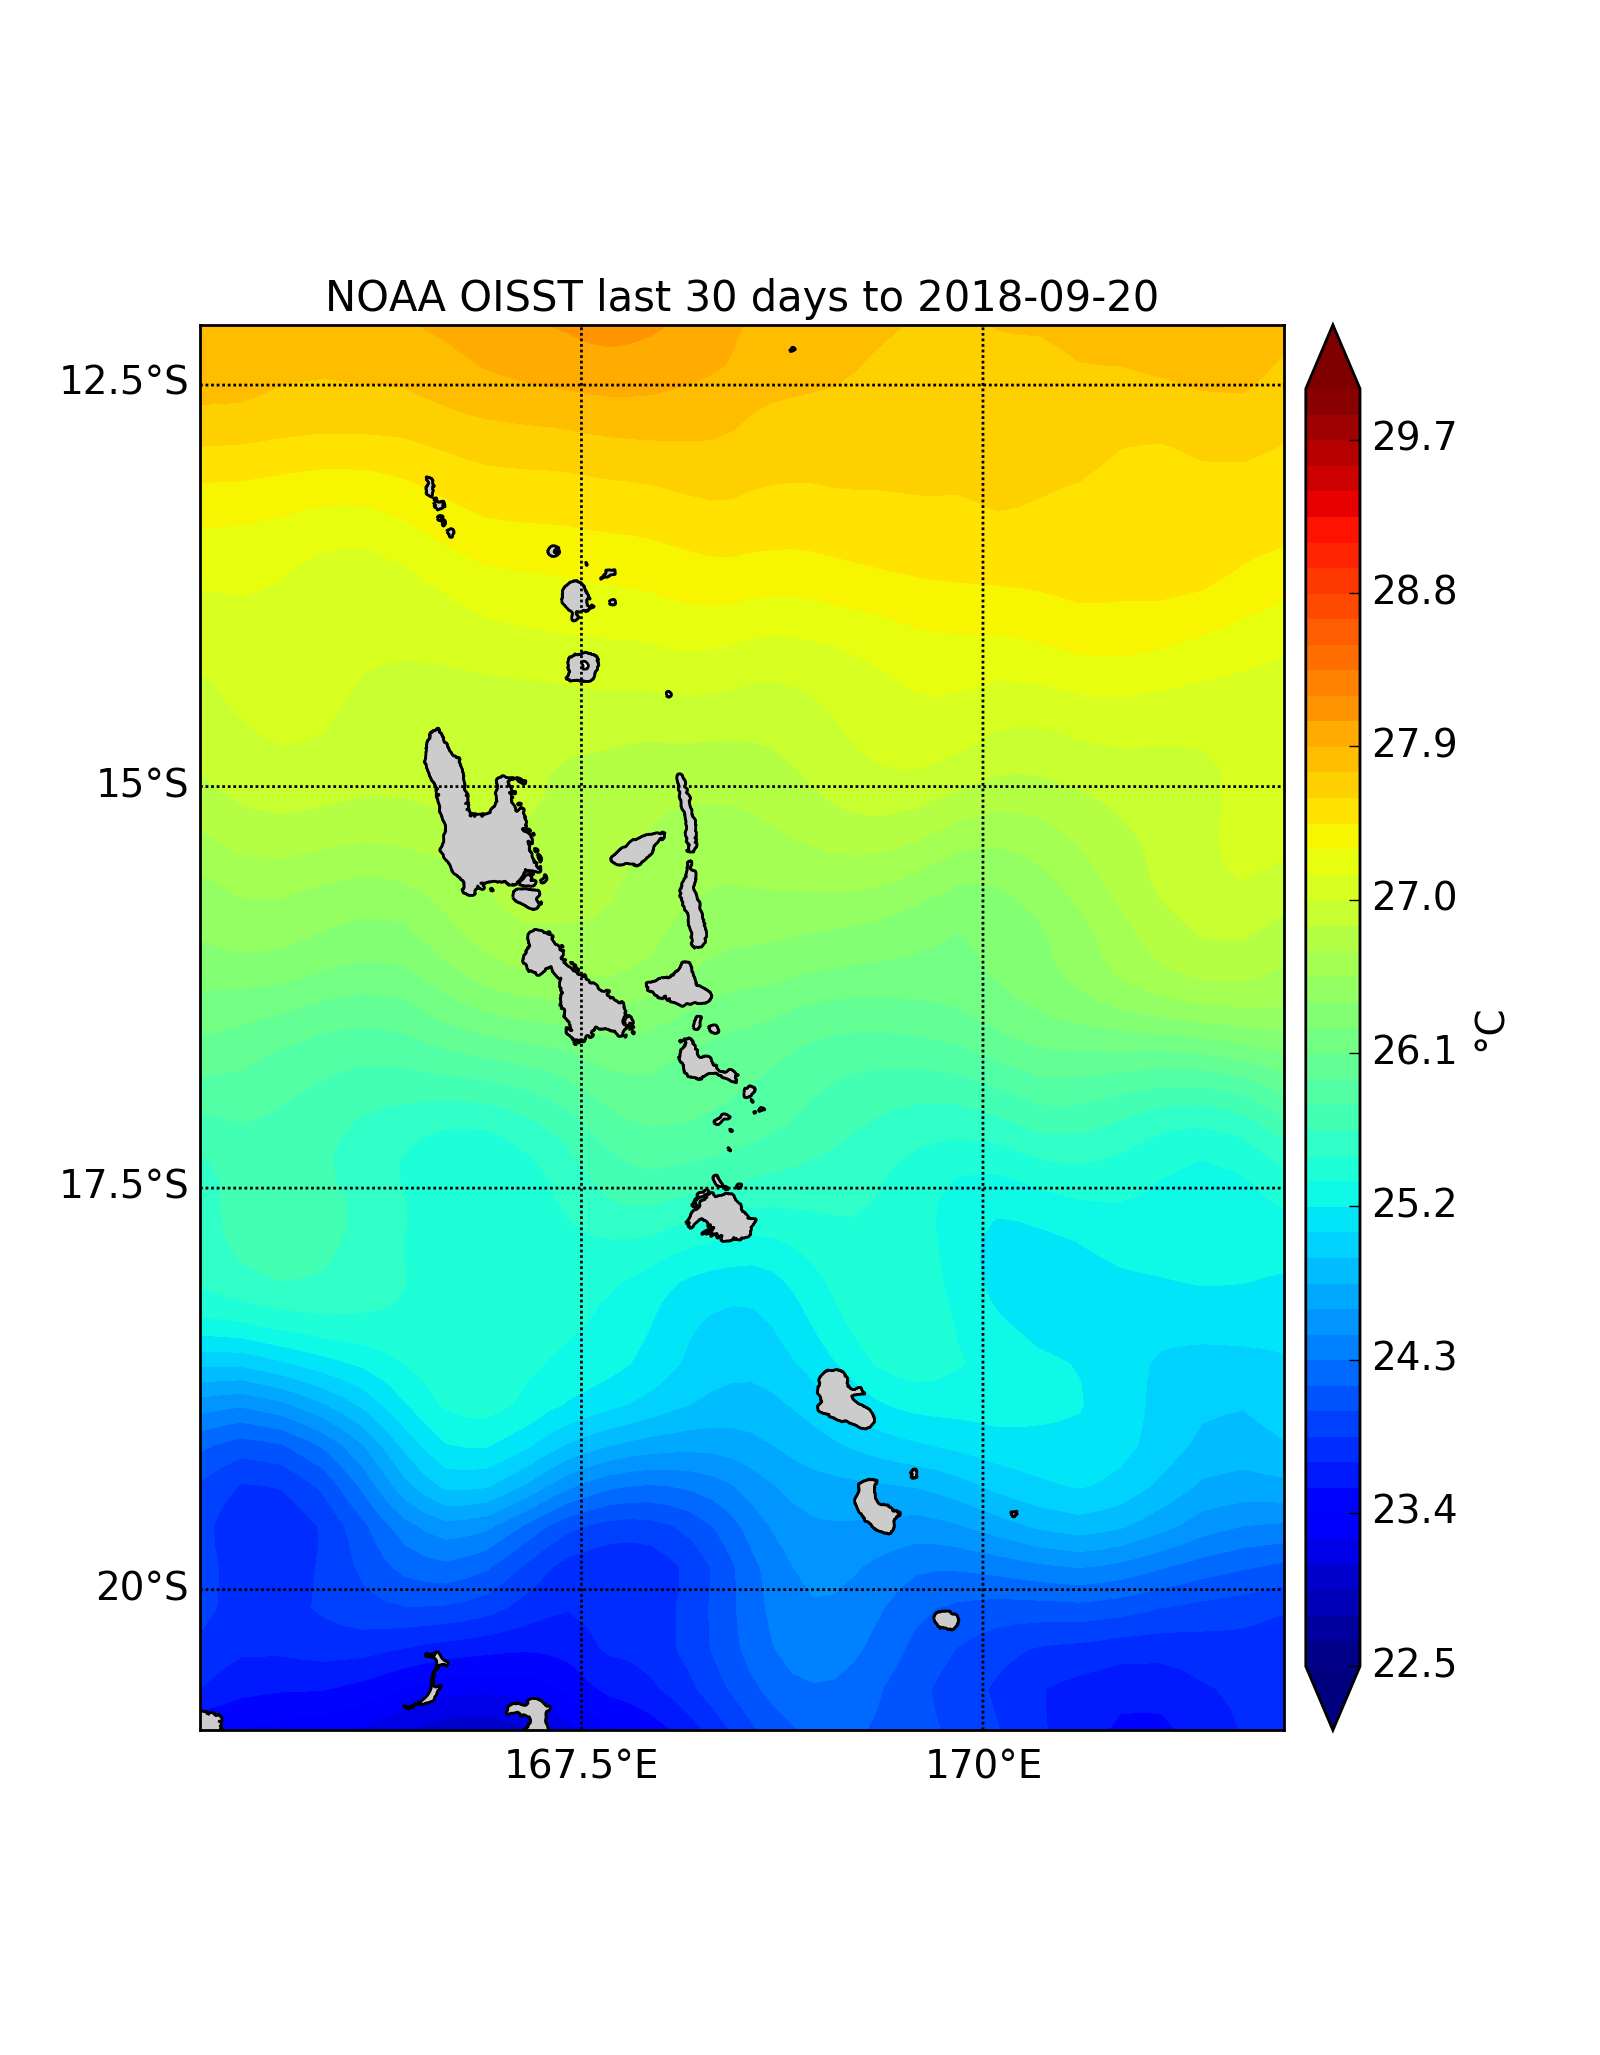 NOAA OISST last 30 days to 2018-09-20
12.5°S
15°S
17.5°S
20°S
167.5°E
170°E
29.7
28.8
27.9
27.0
26.1
25.2
24.3
23.4
22.5
°C